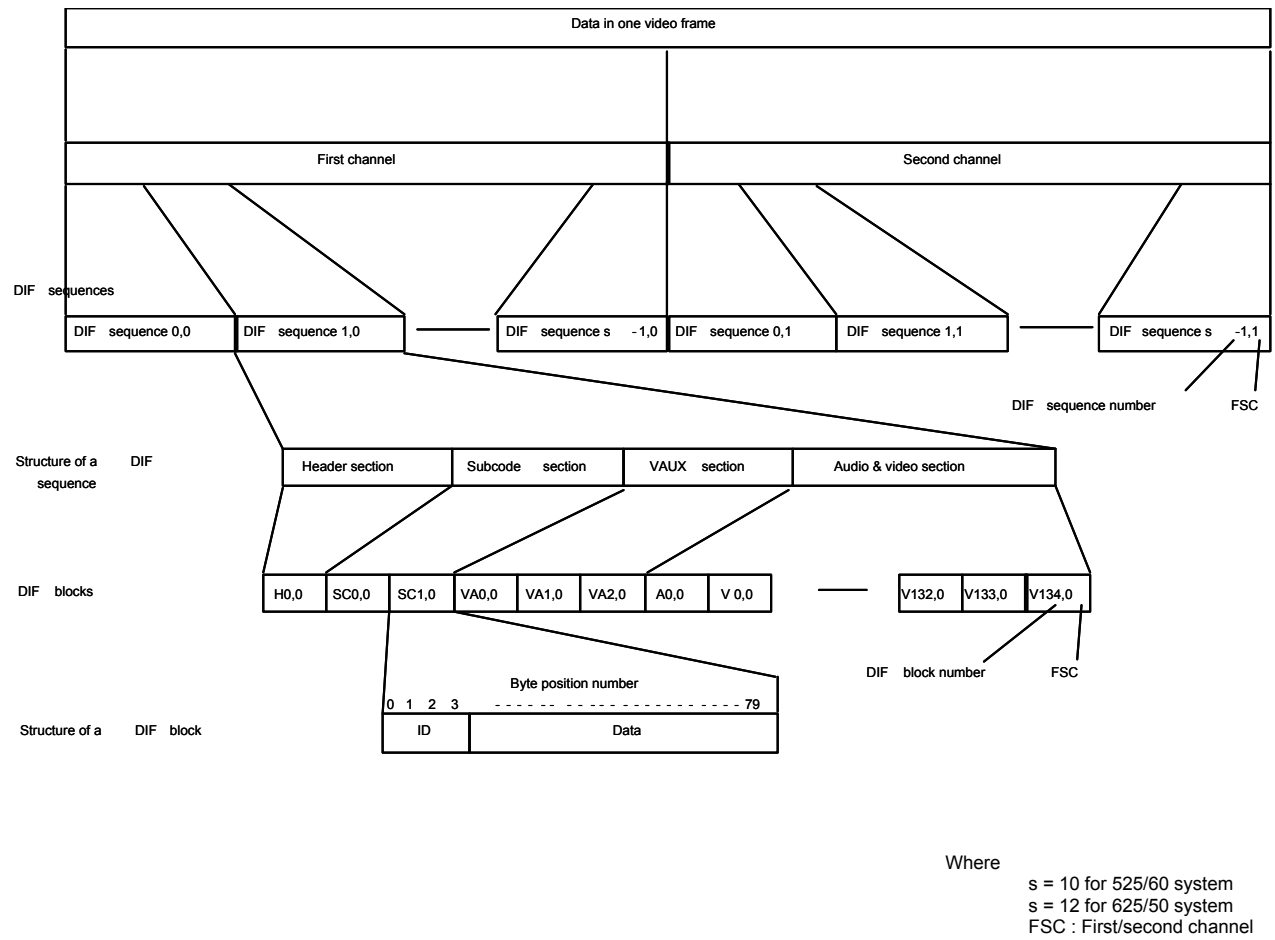 Data in one video frame
First channel
Second channel
DIF sequences
DIF sequence 0,0
DIF sequence 1,0
DIF sequence s -1,0
DIF sequence 0,1
DIF sequence 1,1
DIF sequence s -1,1
DIF sequence number
FSC
Structure of a DIF
sequence
Header section
Subcode section
VAUX section
Audio & video section
DIF blocks
H0,0
SC0,0
SC1,0
VA0,0
VA1,0
VA2,0
A0,0
V 0,0
V132,0
V133,0
V134,0
DIF block number
FSC
Byte position number
0 1 2 3 - - - - - - - - - - - - - - - - - - - - - - - 79
Structure of a DIF block
ID
Data
Where
s = 10 for 525/60 system
s = 12 for 625/50 system
FSC : First/second channel